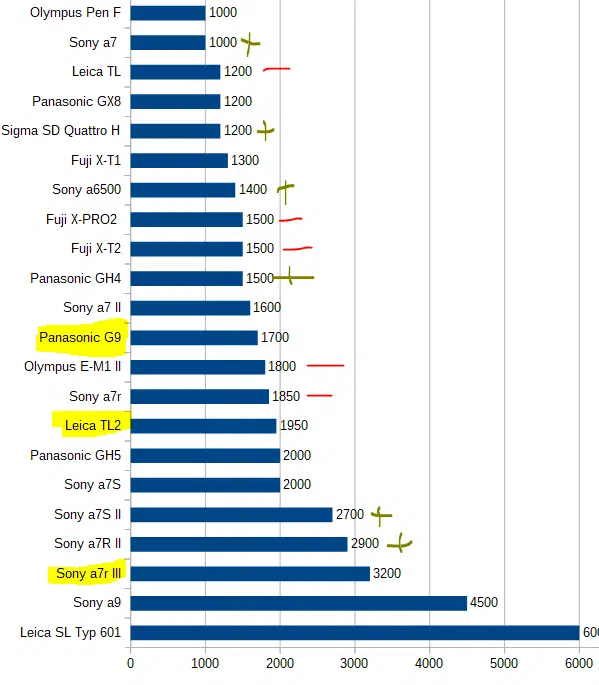 Olympus Pen F 1000
Sony a7 1000
Leica TL 1200
Panasonic GX8 1200
Sigma SD Quattro H 1200
Fuji X-T1 1300
Sony a6500 1400
Fuji X-PRO2 1500
Fuji X-T2 1500
Panasonic GH4 1500
Sony a7 II 1600
Panasonic G9 1700
Olympus E-M1 II 1800
Sony a7r 1850
Leica TL2 1950
Panasonic GH5 2000
Sony a7S 2000
Sony a7S II 2700
Sony a7R II 2900
Sony a7r III 3200
Sony a9 4500
Leica SL Typ 601
0 1000 2000 3000 4000 5000 6000